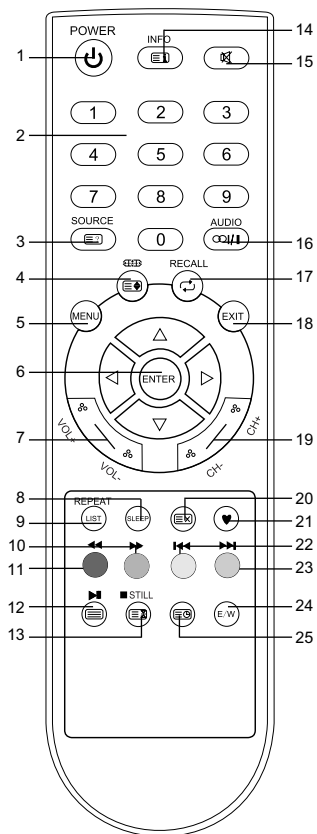 POWER
INFO
14
1
15
1 2 3
2
4 5 6
7 8 9
SOURCE
AUDIO
3
0
16
4
RECALL
17
5
MENU
EXIT
18
6
ENTER
7
VOL+
VOL-
CH+
CH-
19
8
20
REPEAT
9
LIST
SLEEP
21
10
22
11
23
12
STILL
24
13
E/W
25